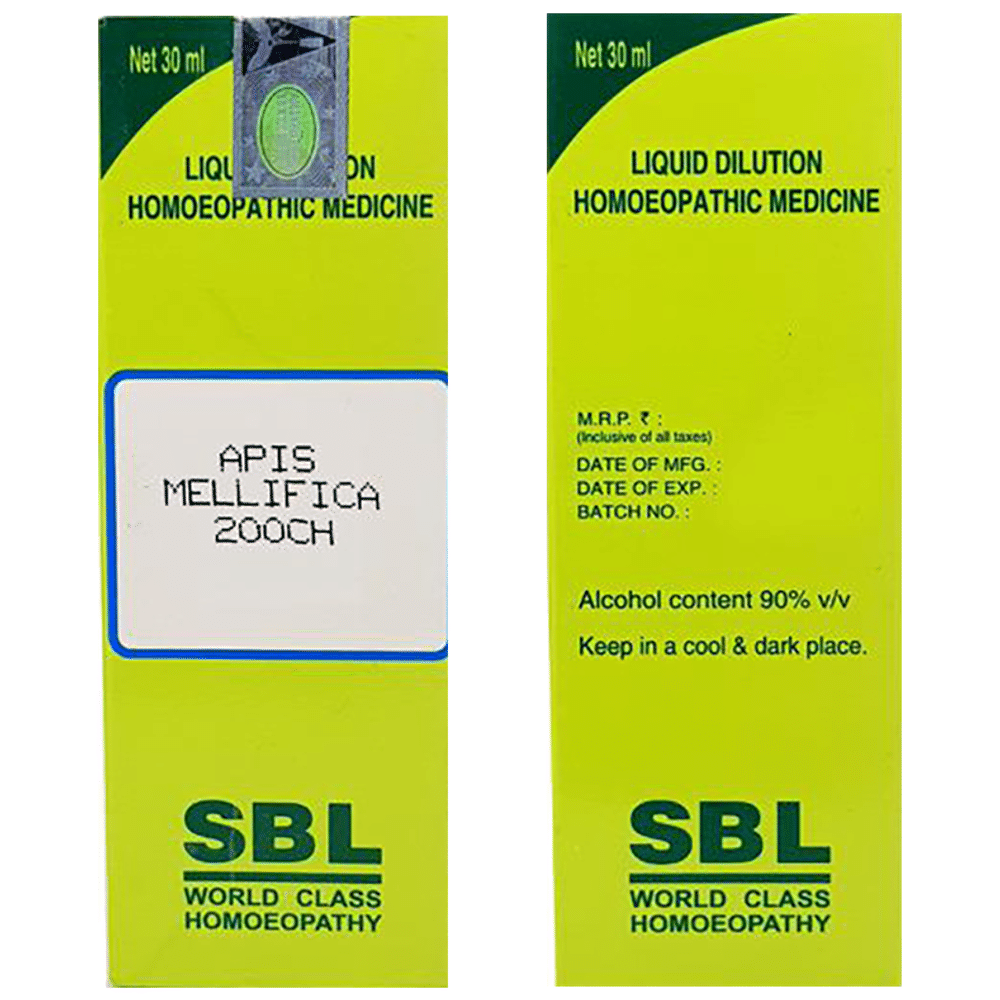 Net 30 ml
HOMOEOPATHIC MEDICINE
APIS
MELLIFICA
200CH
SBL
WORLD CLASS
HOMOEOPATHY
Net 30 ml
LIQUID DILUTION
HOMOEOPATHIC MEDICINE
M.R.P. ₹ :
(Inclusive of all taxes)
DATE OF MFG. :
DATE OF EXP. :
BATCH NO. :
Alcohol content 90% v/v
Keep in a cool & dark place.
SBL
WORLD CLASS
HOMOEOPATHY